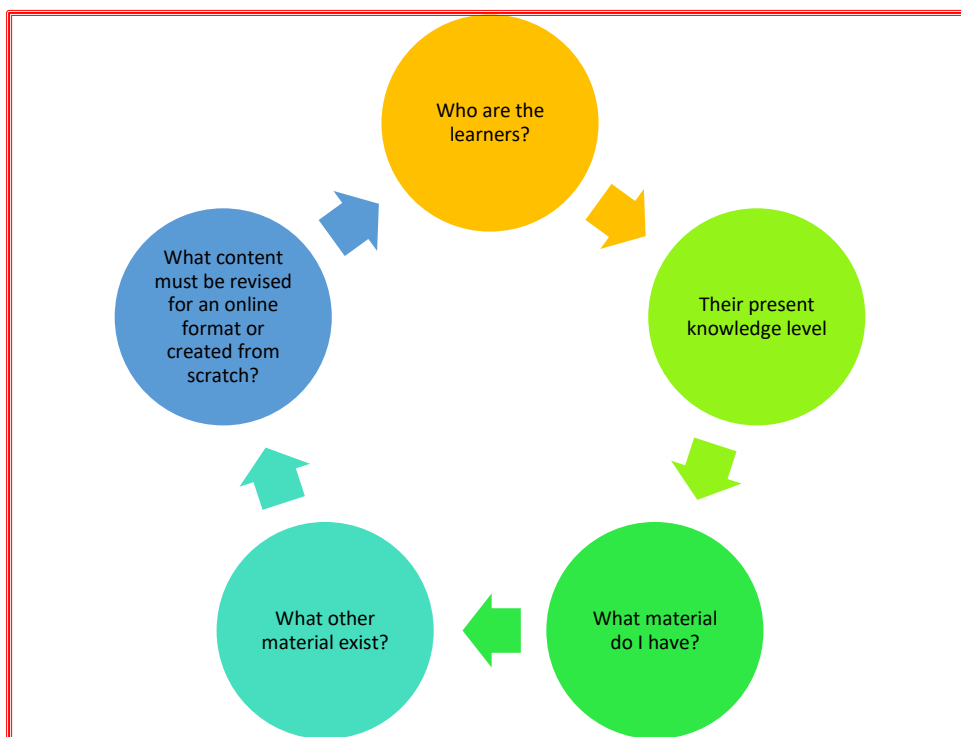 Who are the
learners?
Their present
knowledge level
What material
do I have?
What other
material exist?
What content
must be revised
for an online
format or
created from
scratch?